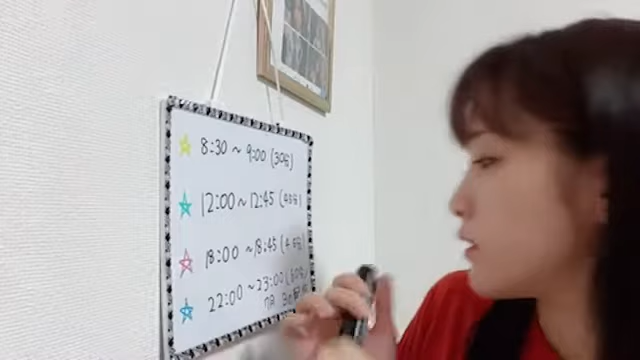 8:30 ~ 9:00 (30分)
12:00 ~ 12:45 (45分)
18:00 ~ 18:45 (45分)
22:00 ~ 23:00 (60分)